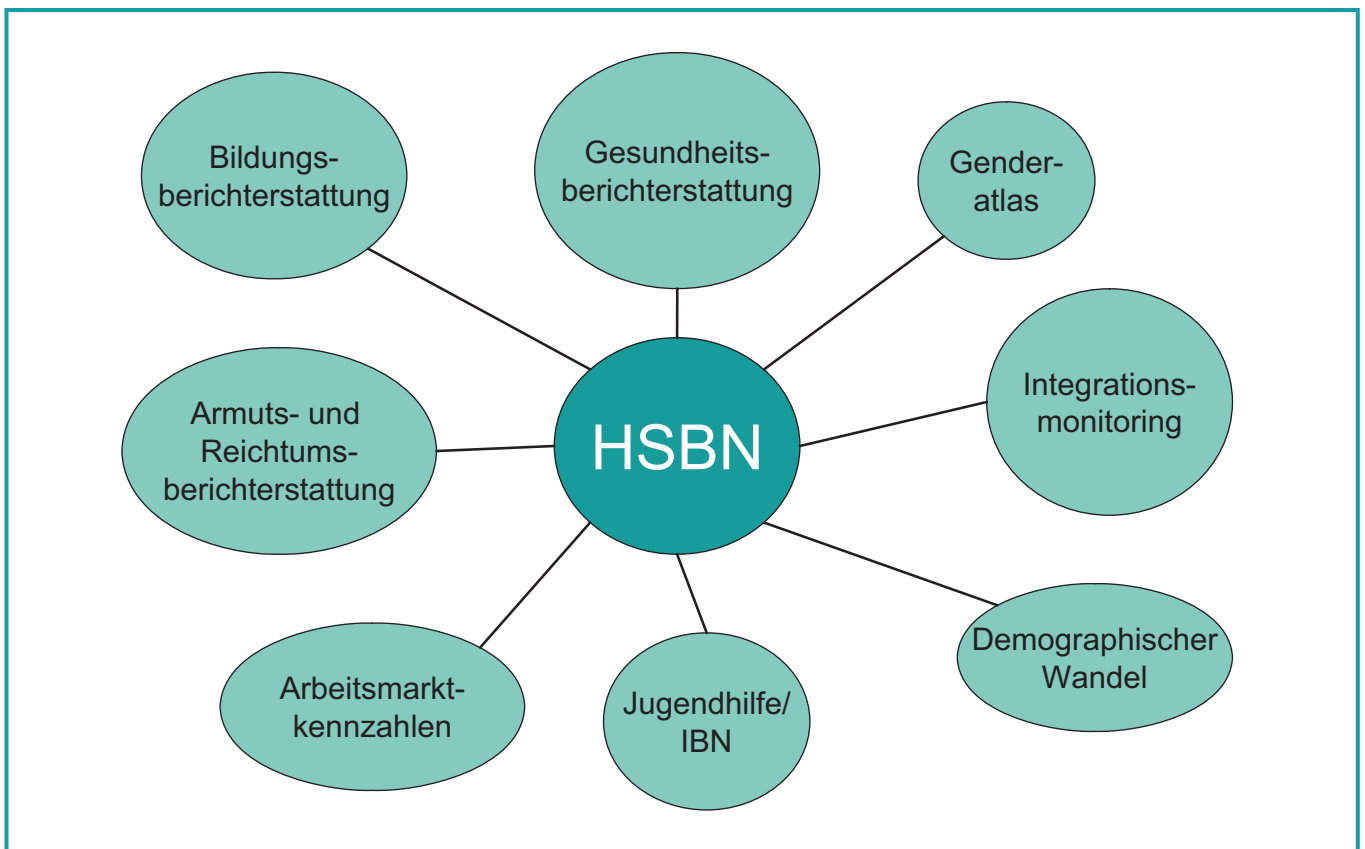 Bildungs-
berichterstattung
Gesundheits-
berichterstattung
Gender-
atlas
Armuts- und
Reichtums-
berichterstattung
HSBN
Integrations-
monitoring
Arbeitsmarkt-
kennzahlen
Jugendhilfe/
IBN
Demographischer
Wandel